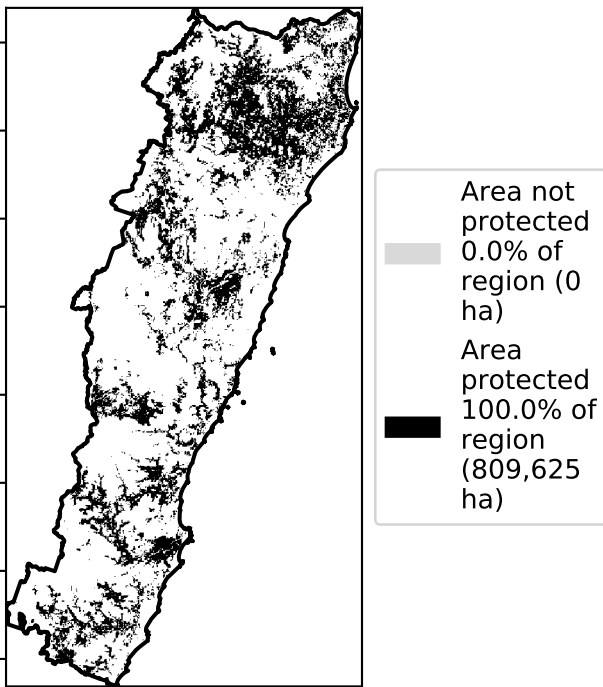 Area not
protected
0.0% of
region (0
ha)
Area
protected
100.0% of
region
(809,625
ha)